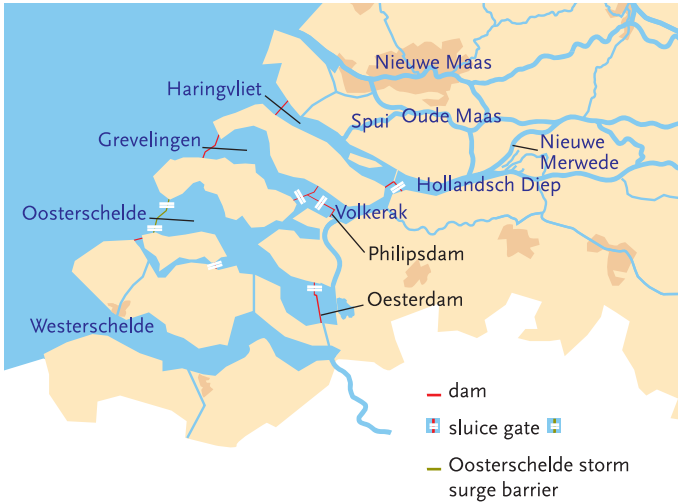 Nieuwe Maas
Haringvliet
Spui
Oude Maas
Grevelingen
Nieuwe
Merwede
Hollandsch Diep
Oosterschelde
Volkerak
Philipsdam
Oesterdam
Westerschelde
dam
sluice gate
Oosterschelde storm
surge barrier